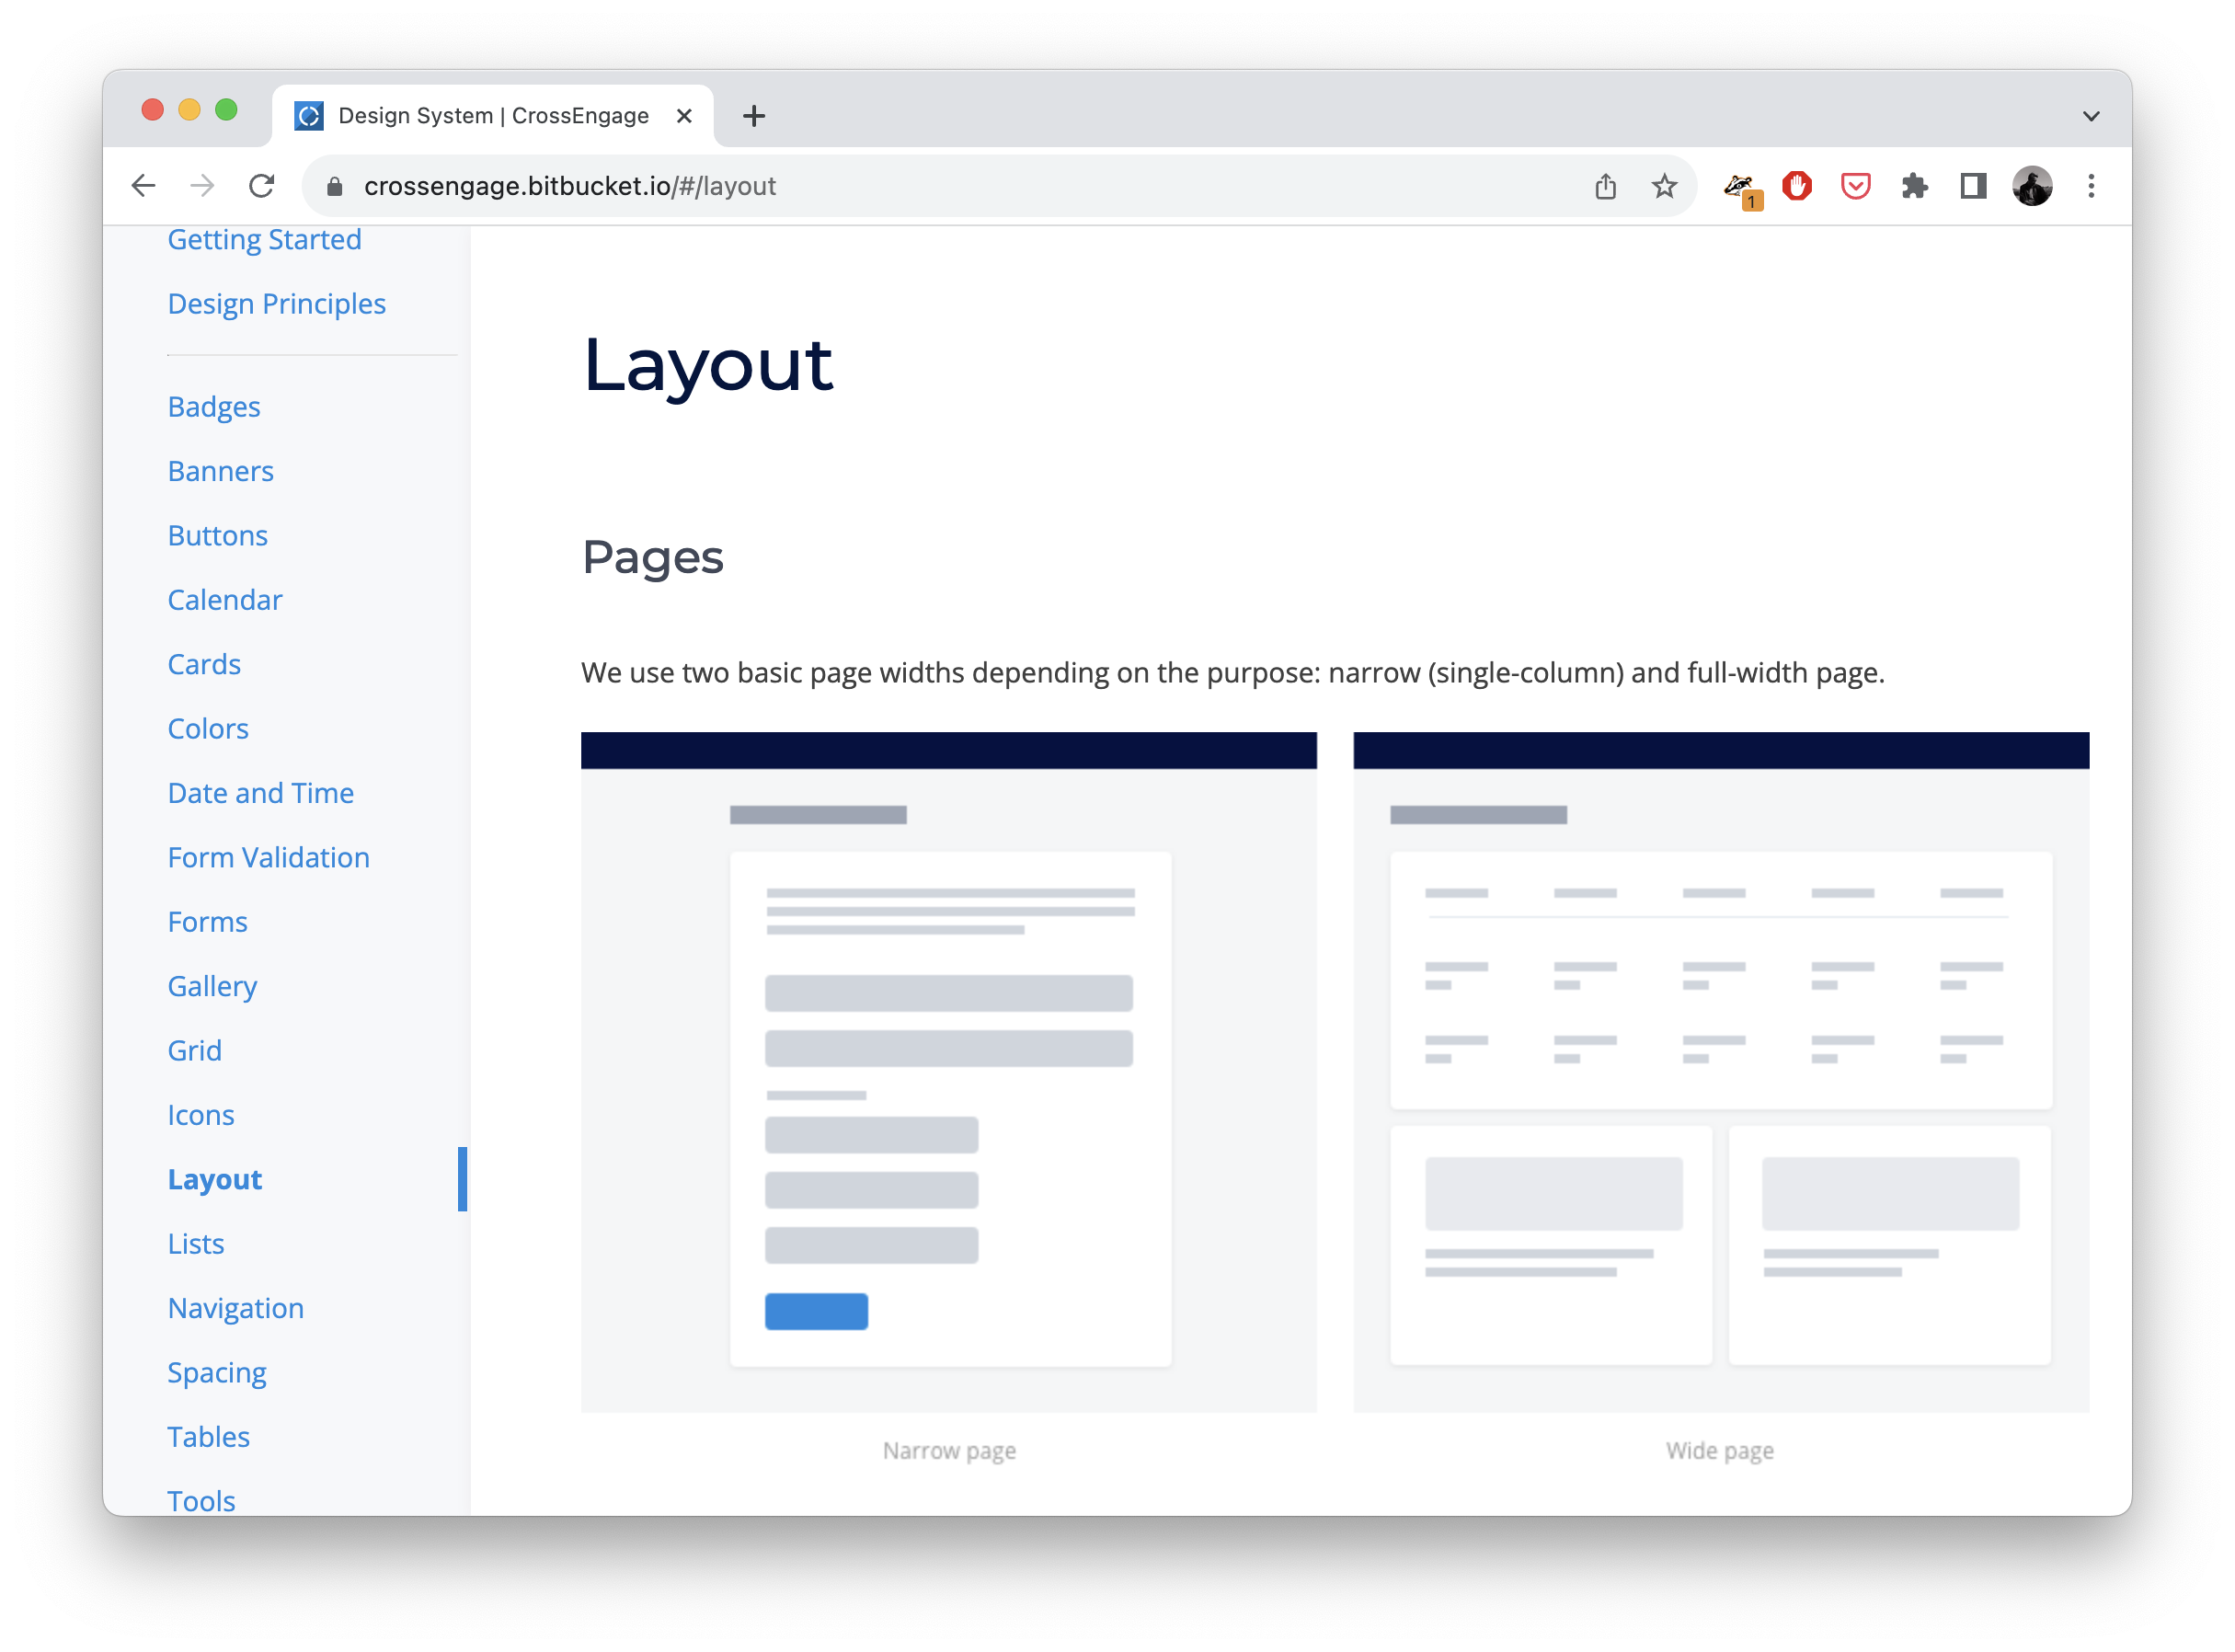 Design System | CrossEngage
crossengage.bitbucket.io/#/layout
1
Getting Started
Design Principles
Badges
Banners
Buttons
Calendar
Cards
Colors
Date and Time
Form Validation
Forms
Gallery
Grid
Icons
Layout
Lists
Navigation
Spacing
Tables
Tools
Layout
Pages
We use two basic page widths depending on the purpose: narrow (single-column) and full-width page.
Narrow page
Wide page